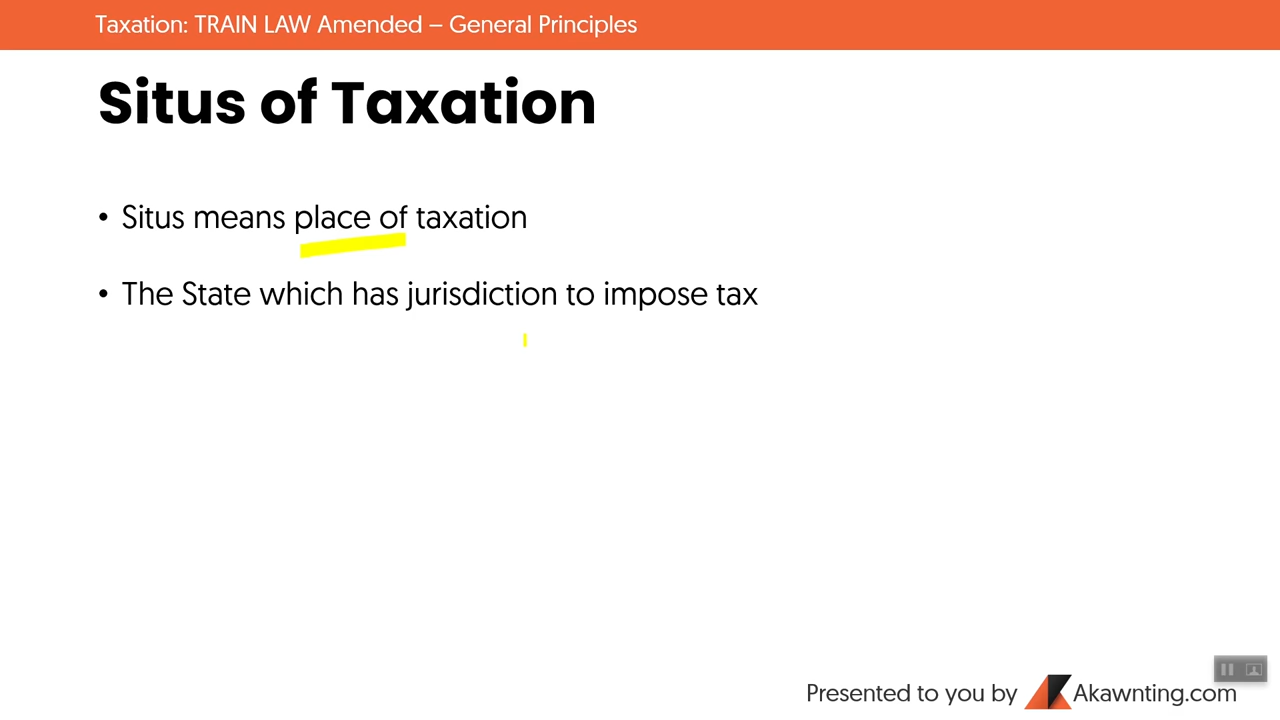 Taxation: TRAIN LAW Amended – General Principles
Situs of Taxation
• Situs means place of taxation
• The State which has jurisdiction to impose tax
Presented to you by Akawnting.com